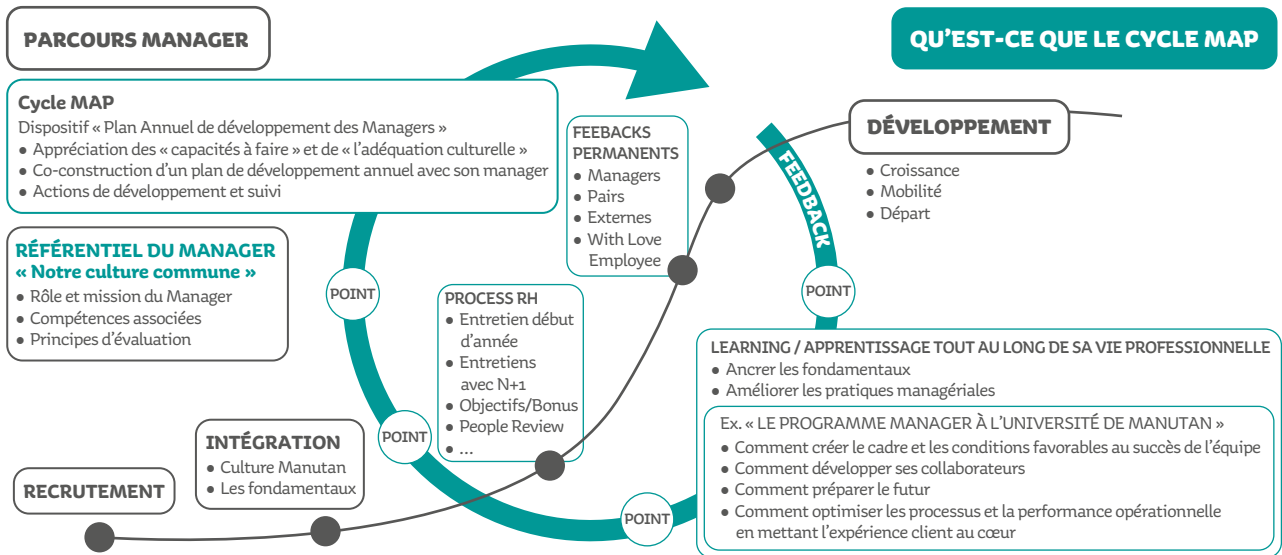 PARCOURS MANAGER
QU'EST-CE QUE LE CYCLE MAP
Cycle MAP
Dispositif « Plan Annuel de développement des Managers »
● Appréciation des « capacités à faire » et de « l'adéquation culturelle »
● Co-construction d'un plan de développement annuel avec son manager
● Actions de développement et suivi
RÉFÉRENTIEL DU MANAGER
« Notre culture commune »
● Rôle et mission du Manager
● Compétences associées
● Principes d'évaluation
FEEBACKS
PERMANENTS
● Managers
● Pairs
● Externes
● With Love
Employee
DÉVELOPPEMENT
● Croissance
● Mobilité
● Départ
FEEDBACK
POINT
POINT
PROCESS RH
● Entretien début
d'année
● Entretiens
avec N+1
● Objectifs/Bonus
● People Review
● ...
LEARNING / APPRENTISSAGE TOUT AU LONG DE SA VIE PROFESSIONNELLE
● Ancrer les fondamentaux
● Améliorer les pratiques managériales
Ex. « LE PROGRAMME MANAGER À L'UNIVERSITÉ DE MANUTAN »
● Comment créer le cadre et les conditions favorables au succès de l'équipe
● Comment développer ses collaborateurs
● Comment préparer le futur
● Comment optimiser les processus et la performance opérationnelle
en mettant l'expérience client au cœur
POINT
INTÉGRATION
● Culture Manutan
● Les fondamentaux
RECRUTEMENT
POINT